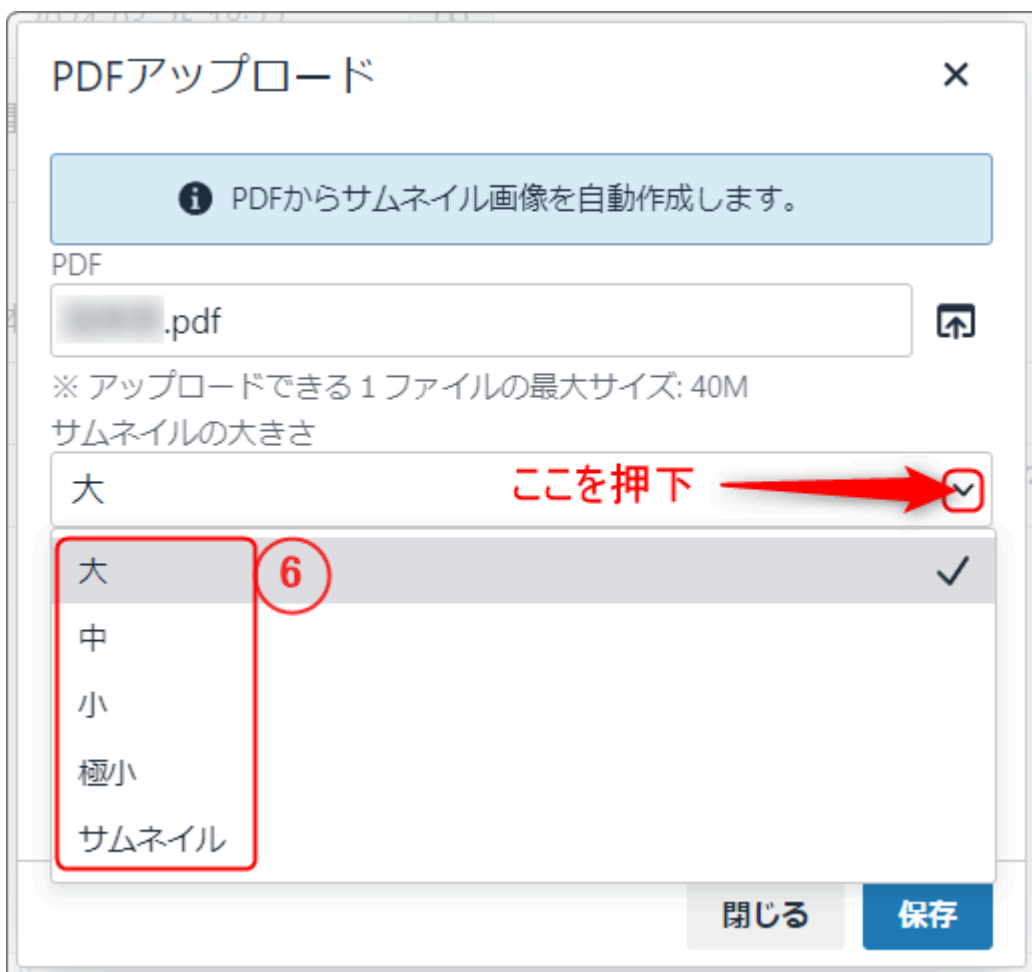 PDFアップロード
PDFからサムネイル画像を自動作成します。
PDF
.pdf
※ アップロードできる1ファイルの最大サイズ: 40M
サムネイルの大きさ
大
ここを押下
大
6
中
小
極小
サムネイル
閉じる
保存